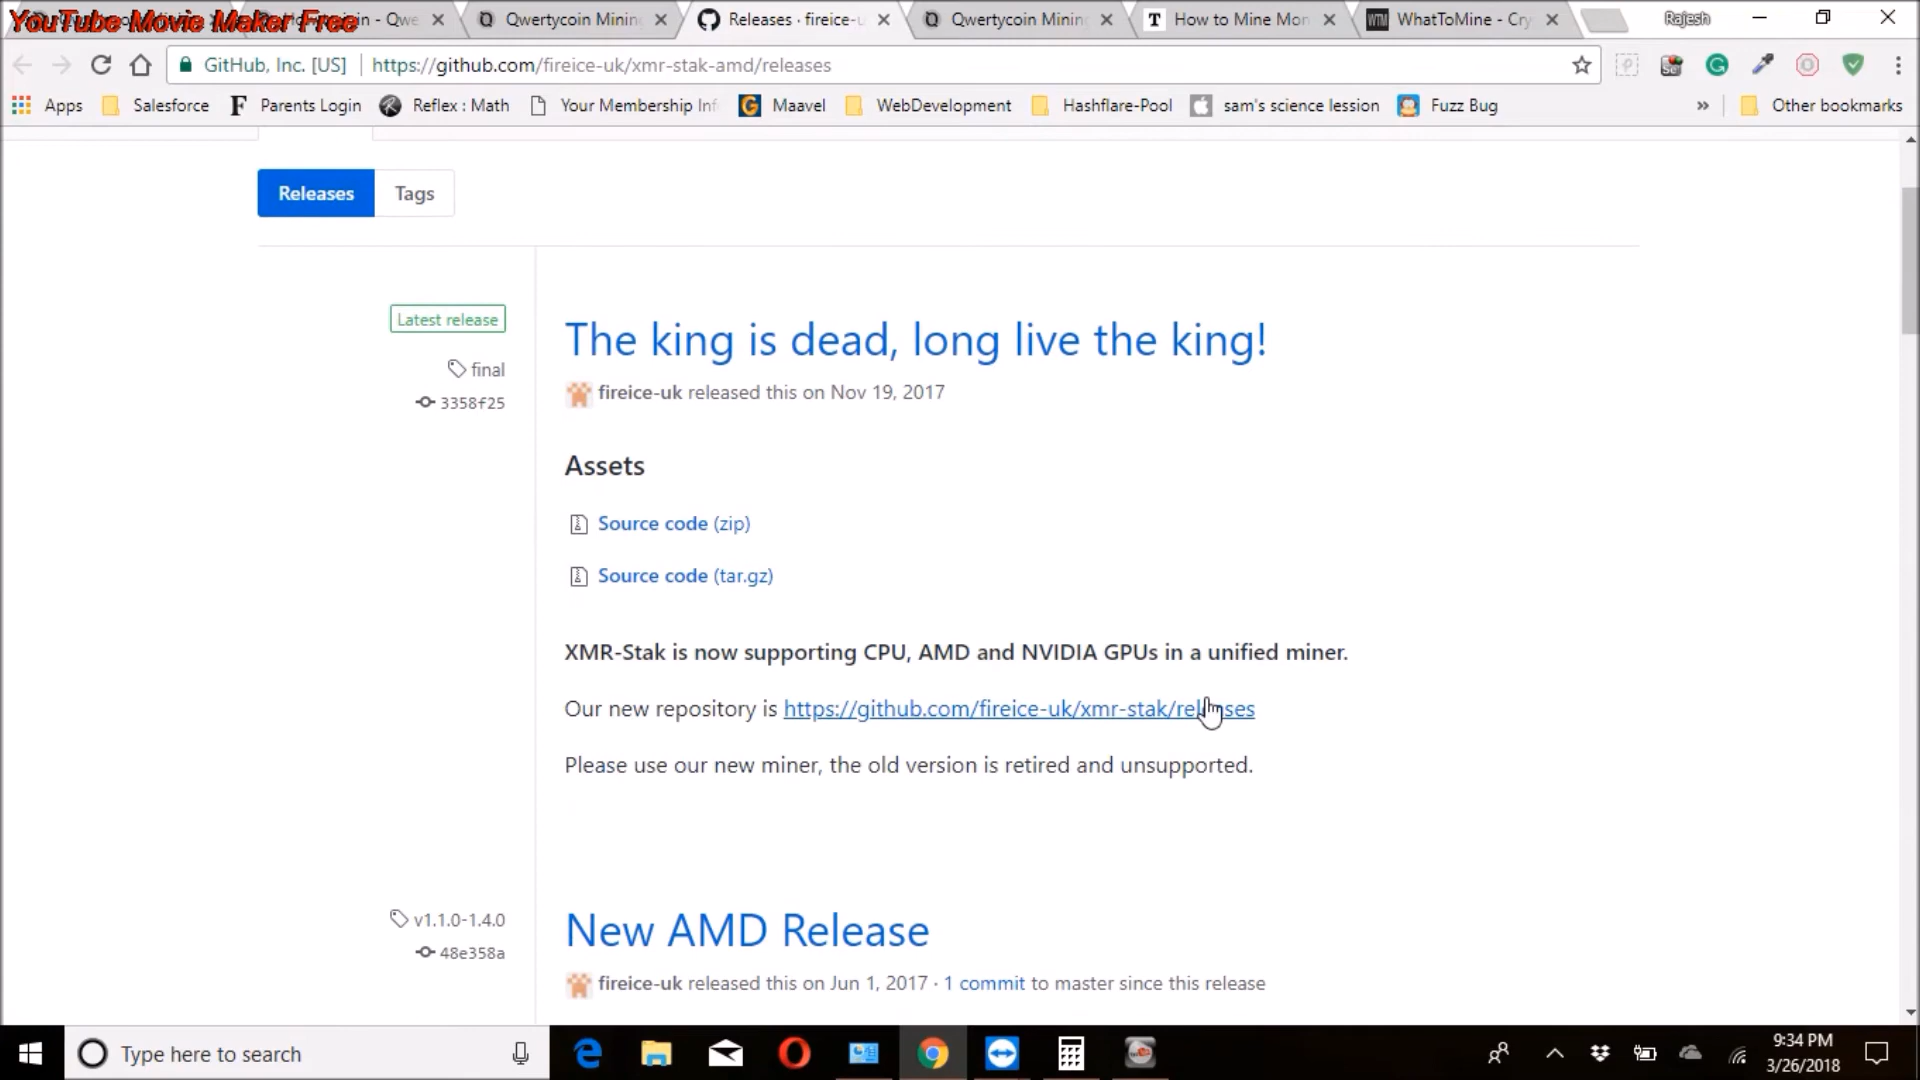 YouTube Movie Maker Free
- Qwe
Qwertycoin Minin
Releases · fireice-u
Qwertycoin Minin
T How to Mine Mon
WTM WhatToMine - Cry
Rajesh
GitHub, Inc. [US]
https://github.com/fireice-uk/xmr-stak-amd/releases
Apps
Salesforce
F Parents Login
Reflex : Math
Your Membership Inf
G Maavel
WebDevelopment
Hashflare-Pool
sam's science lession
Fuzz Bug
»
Other bookmarks
Releases
Tags
Latest release
final
3358f25
The king is dead, long live the king!
fireice-uk released this on Nov 19, 2017
Assets
Source code (zip)
Source code (tar.gz)
XMR-Stak is now supporting CPU, AMD and NVIDIA GPUs in a unified miner.
Our new repository is https://github.com/fireice-uk/xmr-stak/releases
Please use our new miner, the old version is retired and unsupported.
v1.1.0-1.4.0
48e358a
New AMD Release
fireice-uk released this on Jun 1, 2017 · 1 commit to master since this release
Type here to search
9:34 PM
3/26/2018